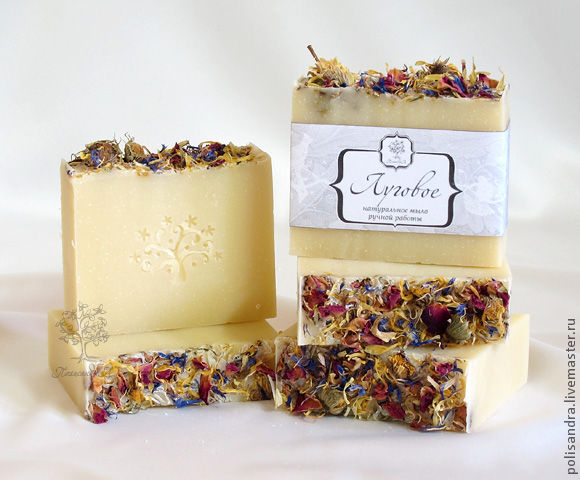 Луговое
натуральное мыло
ручной работы
polisandra.livemaster.ru